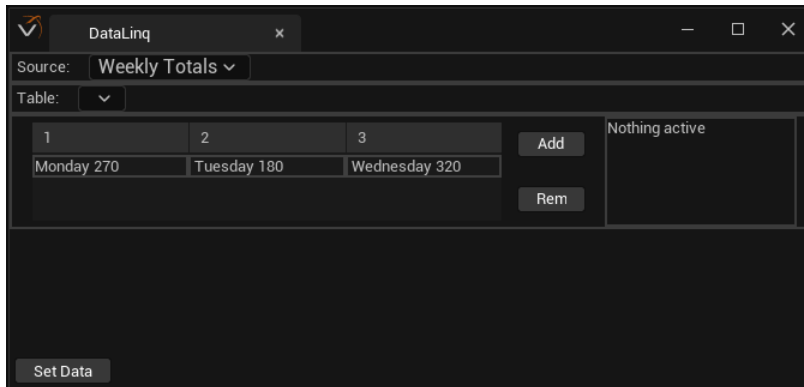 DataLinq
Source: Weekly Totals
Table:
1 2 3
Monday 270 Tuesday 180 Wednesday 320
Add
Rem
Nothing active
Set Data